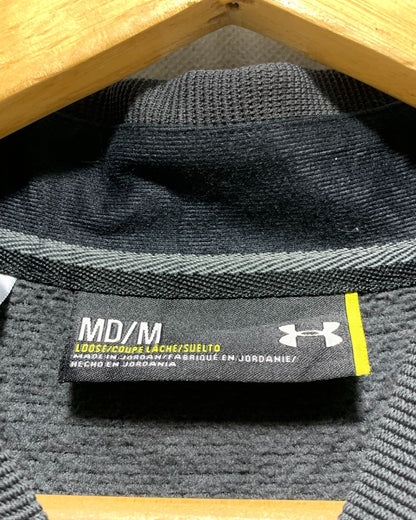 MD/M
LOOSE/COUPE LÂCHE/SUELTO
MADE IN JORDAN/FABRIQUÉ EN JORDANIE/
HECHO EN JORDANIA